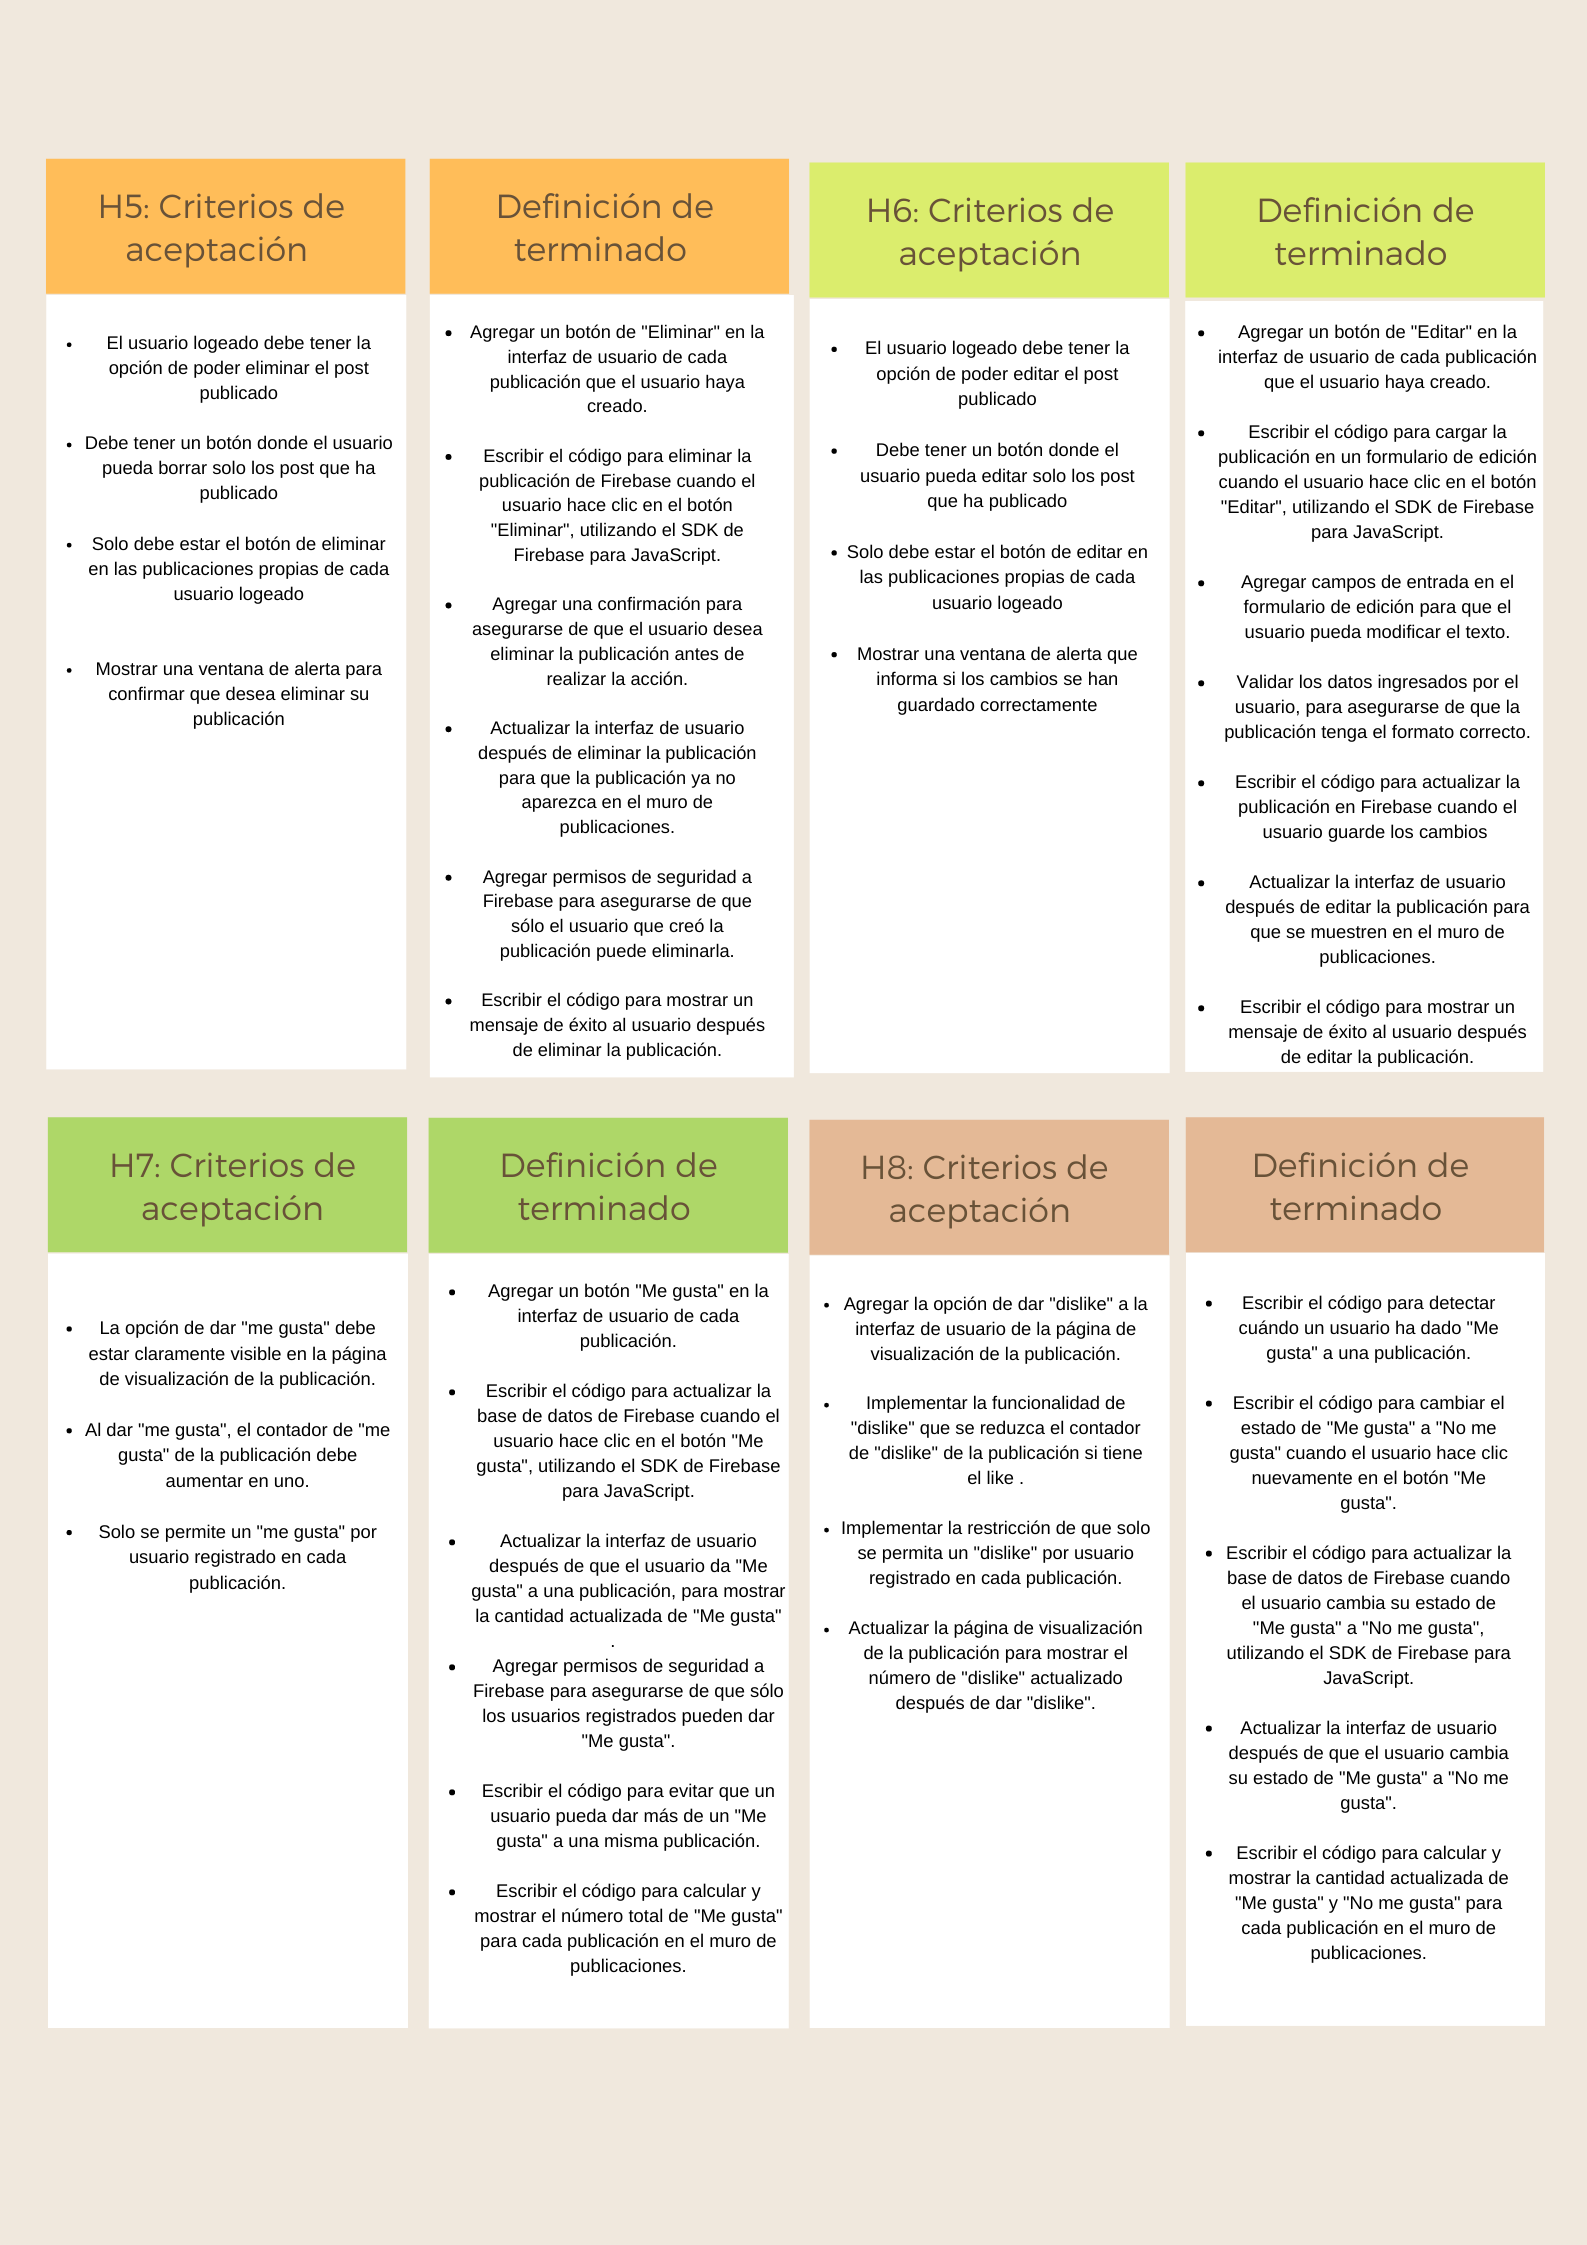 H5: Criterios de
aceptación
El usuario logeado debe tener la
opción de poder eliminar el post
publicado
Debe tener un botón donde el usuario
pueda borrar solo los post que ha
publicado
Solo debe estar el botón de eliminar
en las publicaciones propias de cada
usuario logeado
Mostrar una ventana de alerta para
confirmar que desea eliminar su
publicación
Definición de
terminado
Agregar un botón de "Eliminar" en la
interfaz de usuario de cada
publicación que el usuario haya
creado.
Escribir el código para eliminar la
publicación de Firebase cuando el
usuario hace clic en el botón
"Eliminar", utilizando el SDK de
Firebase para JavaScript.
Agregar una confirmación para
asegurarse de que el usuario desea
eliminar la publicación antes de
realizar la acción.
Actualizar la interfaz de usuario
después de eliminar la publicación
para que la publicación ya no
aparezca en el muro de
publicaciones.
Agregar permisos de seguridad a
Firebase para asegurarse de que
sólo el usuario que creó la
publicación puede eliminarla.
Escribir el código para mostrar un
mensaje de éxito al usuario después
de eliminar la publicación.
H6: Criterios de
aceptación
El usuario logeado debe tener la
opción de poder editar el post
publicado
Debe tener un botón donde el
usuario pueda editar solo los post
que ha publicado
Solo debe estar el botón de editar en
las publicaciones propias de cada
usuario logeado
Mostrar una ventana de alerta que
informa si los cambios se han
guardado correctamente
Definición de
terminado
Agregar un botón de "Editar" en la
interfaz de usuario de cada publicación
que el usuario haya creado.
Escribir el código para cargar la
publicación en un formulario de edición
cuando el usuario hace clic en el botón
"Editar", utilizando el SDK de Firebase
para JavaScript.
Agregar campos de entrada en el
formulario de edición para que el
usuario pueda modificar el texto.
Validar los datos ingresados por el
usuario, para asegurarse de que la
publicación tenga el formato correcto.
Escribir el código para actualizar la
publicación en Firebase cuando el
usuario guarde los cambios
Actualizar la interfaz de usuario
después de editar la publicación para
que se muestren en el muro de
publicaciones.
Escribir el código para mostrar un
mensaje de éxito al usuario después
de editar la publicación.
H7: Criterios de
aceptación
La opción de dar "me gusta" debe
estar claramente visible en la página
de visualización de la publicación.
Al dar "me gusta", el contador de "me
gusta" de la publicación debe
aumentar en uno.
Solo se permite un "me gusta" por
usuario registrado en cada
publicación.
Definición de
terminado
Agregar un botón "Me gusta" en la
interfaz de usuario de cada
publicación.
Escribir el código para actualizar la
base de datos de Firebase cuando el
usuario hace clic en el botón "Me
gusta", utilizando el SDK de Firebase
para JavaScript.
Actualizar la interfaz de usuario
después de que el usuario da "Me
gusta" a una publicación, para mostrar
la cantidad actualizada de "Me gusta"
.
Agregar permisos de seguridad a
Firebase para asegurarse de que sólo
los usuarios registrados pueden dar
"Me gusta".
Escribir el código para evitar que un
usuario pueda dar más de un "Me
gusta" a una misma publicación.
Escribir el código para calcular y
mostrar el número total de "Me gusta"
para cada publicación en el muro de
publicaciones.
H8: Criterios de
aceptación
Agregar la opción de dar "dislike" a la
interfaz de usuario de la página de
visualización de la publicación.
Implementar la funcionalidad de
"dislike" que se reduzca el contador
de "dislike" de la publicación si tiene
el like .
Implementar la restricción de que solo
se permita un "dislike" por usuario
registrado en cada publicación.
Actualizar la página de visualización
de la publicación para mostrar el
número de "dislike" actualizado
después de dar "dislike".
Definición de
terminado
Escribir el código para detectar
cuándo un usuario ha dado "Me
gusta" a una publicación.
Escribir el código para cambiar el
estado de "Me gusta" a "No me
gusta" cuando el usuario hace clic
nuevamente en el botón "Me
gusta".
Escribir el código para actualizar la
base de datos de Firebase cuando
el usuario cambia su estado de
"Me gusta" a "No me gusta",
utilizando el SDK de Firebase para
JavaScript.
Actualizar la interfaz de usuario
después de que el usuario cambia
su estado de "Me gusta" a "No me
gusta".
Escribir el código para calcular y
mostrar la cantidad actualizada de
"Me gusta" y "No me gusta" para
cada publicación en el muro de
publicaciones.